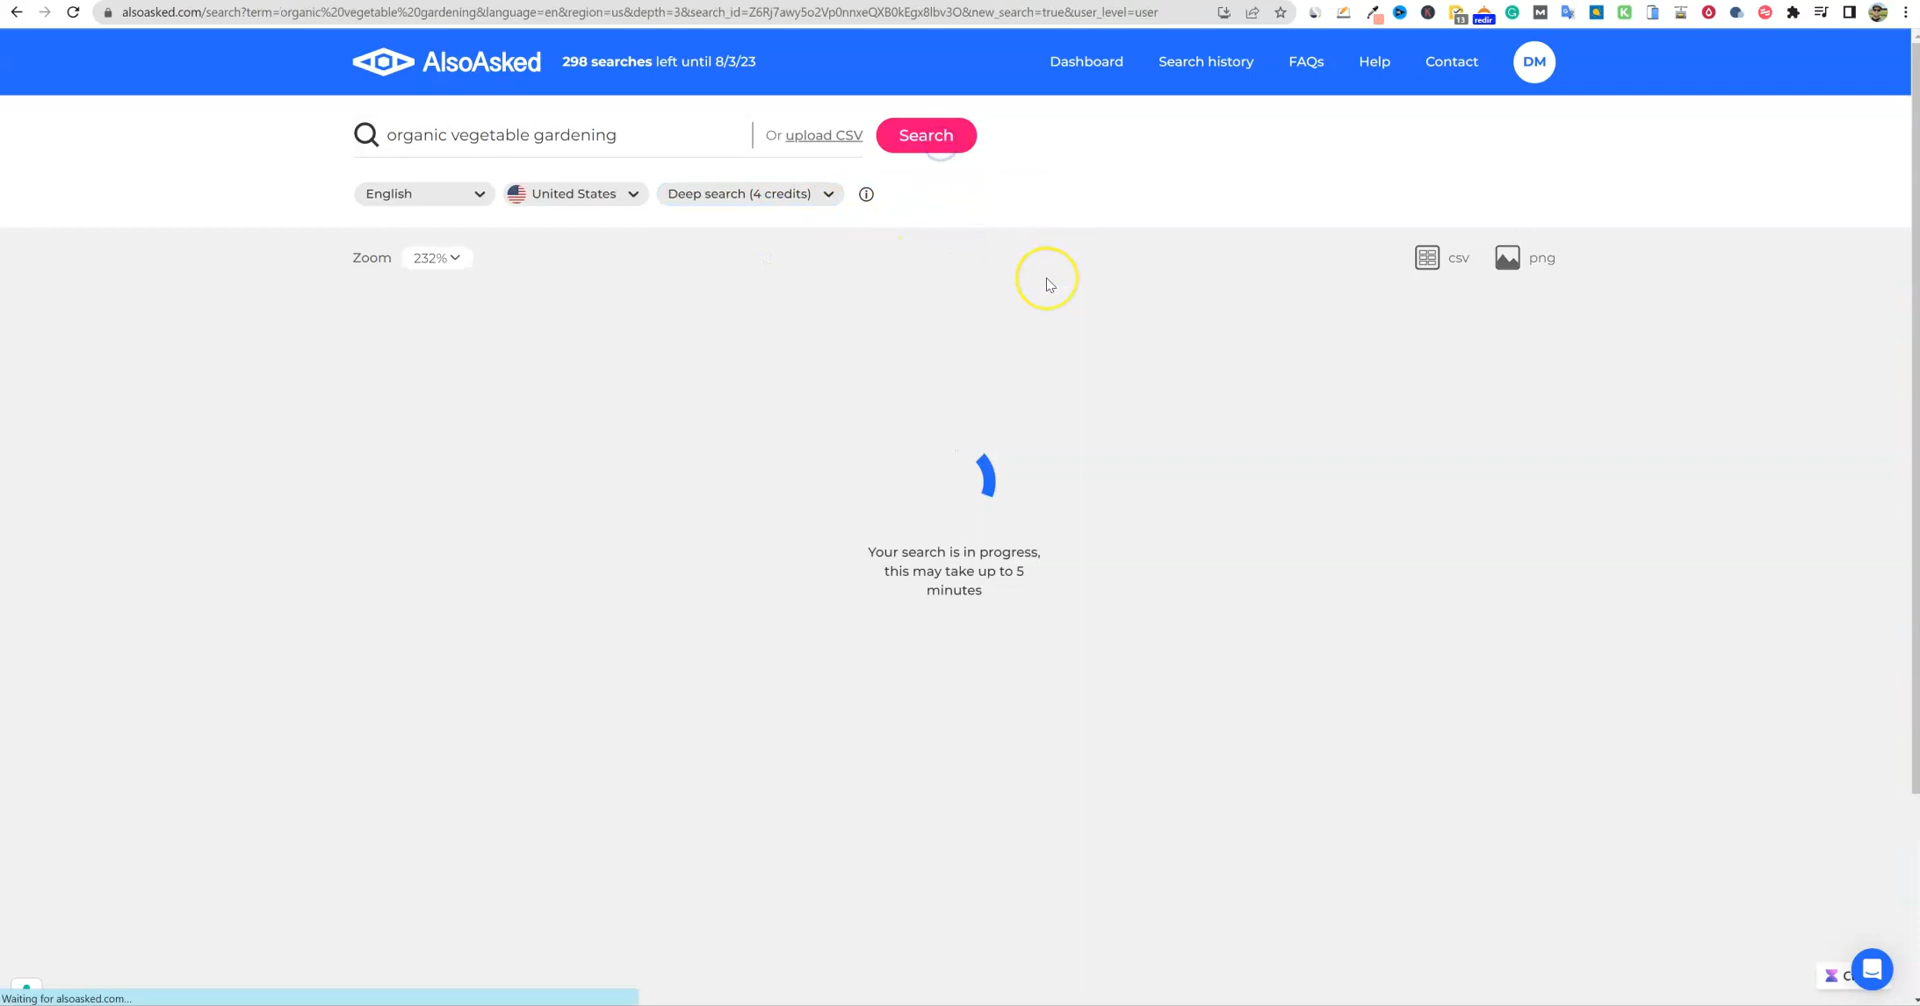 alsoasked.com/search?term=organic%20vegetable%20gardening&language=en&region=us&depth=3&search_id=Z6Rj7awy5o2Vp0nnxeQXB0kEgx8lbv3O&new_search=true&user_level=user
13
redir
AlsoAsked
298 searches left until 8/3/23
Dashboard
Search history
FAQs
Help
Contact
DM
organic vegetable gardening
Or upload CSV
Search
English
United States
Deep search (4 credits)
Zoom
232%
csv
png
Your search is in progress,
this may take up to 5
minutes
Waiting for alsoasked.com...